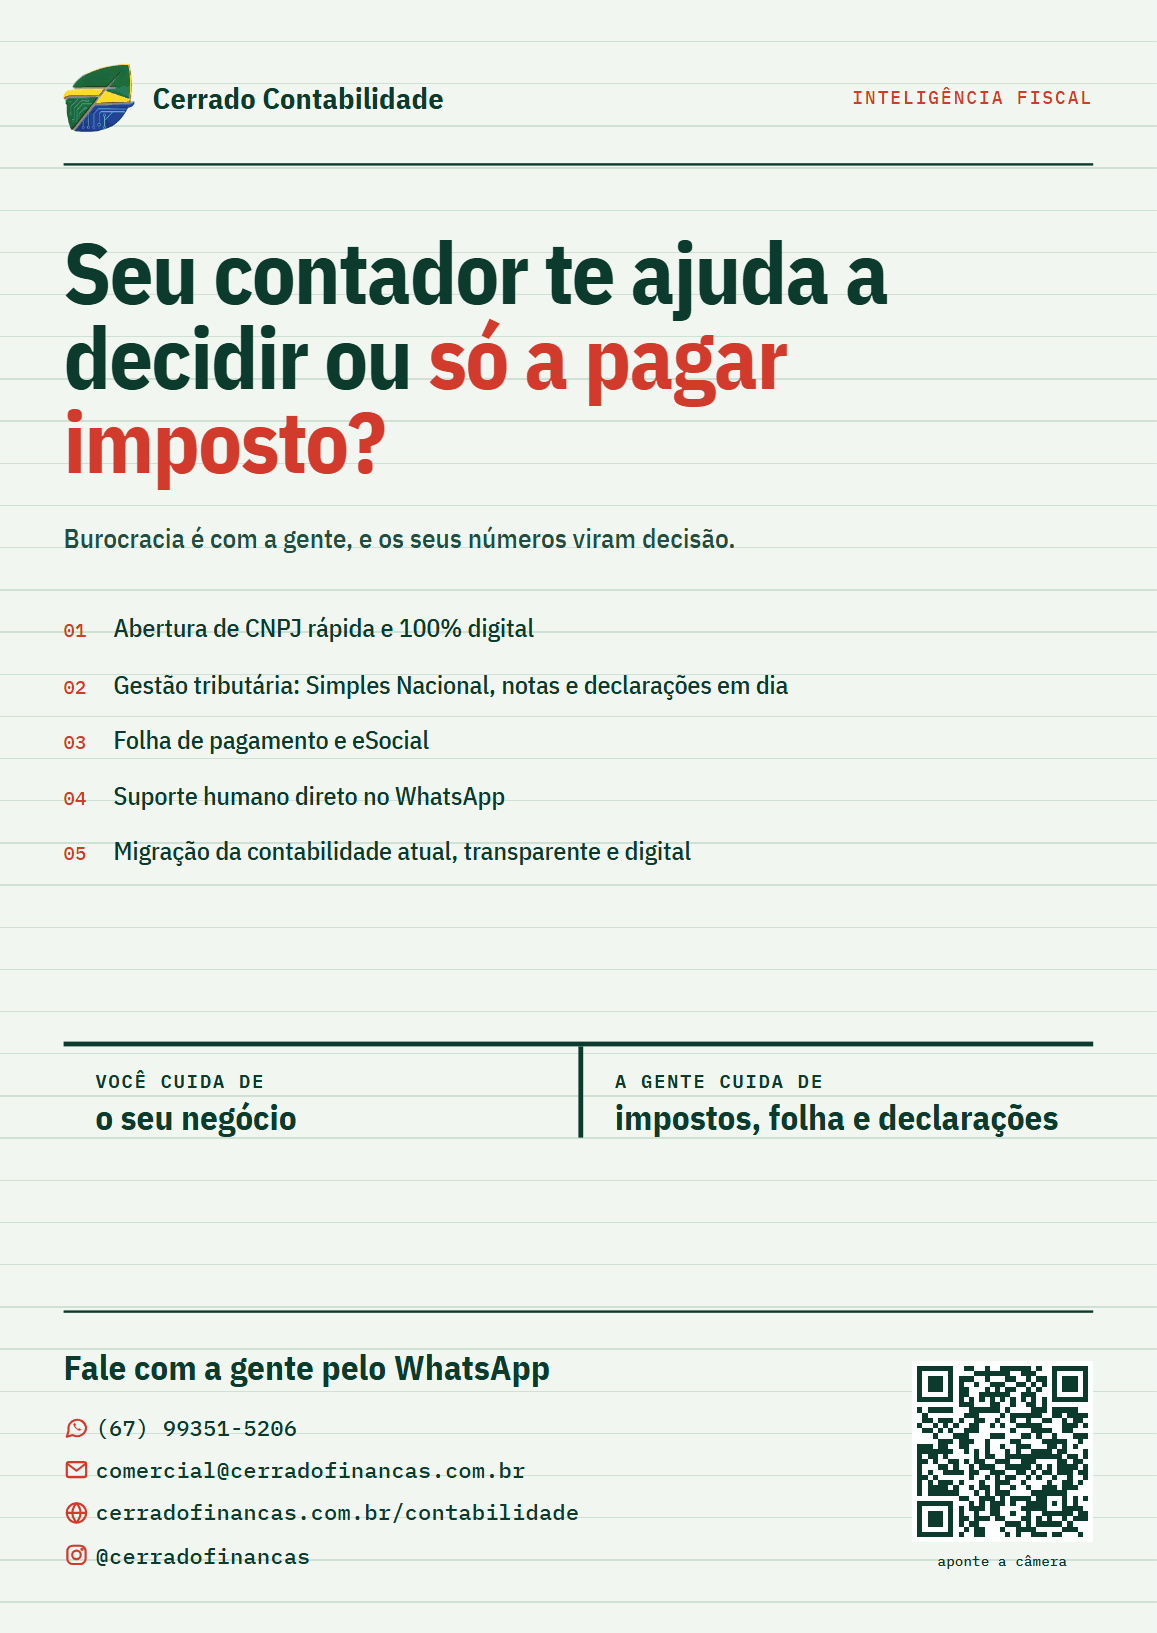 Cerrado Contabilidade
INTELIGÊNCIA FISCAL
Seu contador te ajuda a
decidir ou só a pagar
imposto?
Burocracia é com a gente, e os seus números viram decisão.
01 Abertura de CNPJ rápida e 100% digital
02 Gestão tributária: Simples Nacional, notas e declarações em dia
03 Folha de pagamento e eSocial
04 Suporte humano direto no WhatsApp
05 Migração da contabilidade atual, transparente e digital
VOCÊ CUIDA DE
o seu negócio
A GENTE CUIDA DE
impostos, folha e declarações
Fale com a gente pelo WhatsApp
(67) 99351-5206
comercial@cerradofinancas.com.br
cerradofinancas.com.br/contabilidade
@cerradofinancas
aponte a câmera